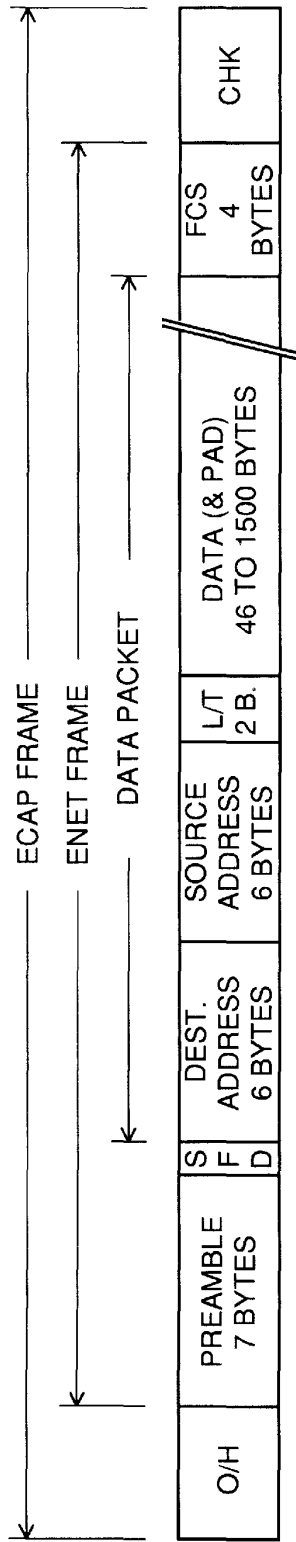 ECAP FRAME
ENET FRAME
DATA PACKET
O/H
PREAMBLE
7 BYTES
S
F
D
DEST.
ADDRESS
6 BYTES
SOURCE
ADDRESS
6 BYTES
L/T
2 B.
DATA (& PAD)
46 TO 1500 BYTES
FCS
4
BYTES
CHK